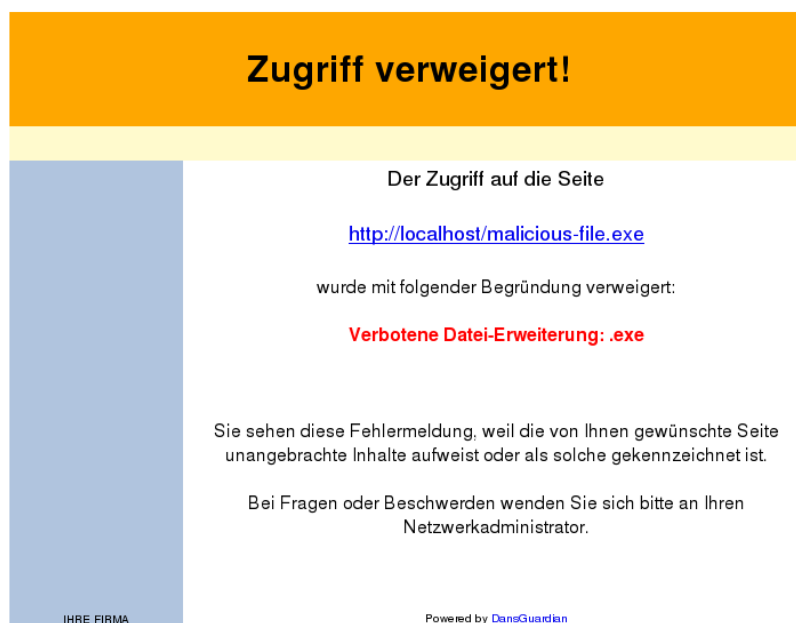 Zugriff verweigert!
Der Zugriff auf die Seite
http://localhost/malicious-file.exe
wurde mit folgender Begründung verweigert:
Verbotene Datei-Erweiterung: .exe
Sie sehen diese Fehlermeldung, weil die von Ihnen gewünschte Seite
unangebrachte Inhalte aufweist oder als solche gekennzeichnet ist.
Bei Fragen oder Beschwerden wenden Sie sich bitte an Ihren
Netzwerkadministrator.
IHRE FIRMA
Powered by DansGuardian